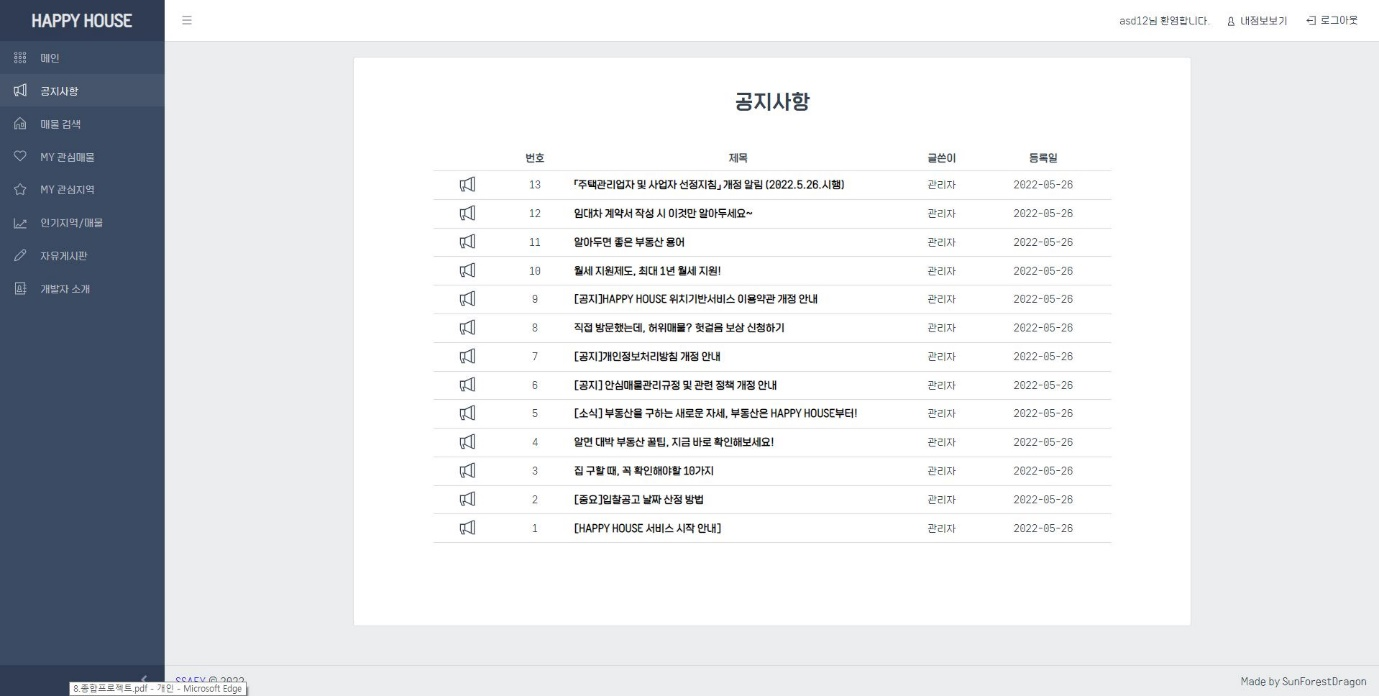 HAPPY HOUSE
asd12님 환영합니다. 내정보보기 로그아웃
메인
공지사항
매물 검색
MY 관심매물
MY 관심지역
인기지역/매물
자유게시판
개발자 소개
공지사항
번호 제목 글쓴이 등록일
13 「주택관리업자 및 사업자 선정지침」 개정 알림 (2022.5.26.시행) 관리자 2022-05-26
12 임대차 계약서 작성 시 이것만 알아두세요~ 관리자 2022-05-26
11 알아두면 좋은 부동산 용어 관리자 2022-05-26
10 월세 지원제도, 최대 1년 월세 지원! 관리자 2022-05-26
9 [공지]HAPPY HOUSE 위치기반서비스 이용약관 개정 안내 관리자 2022-05-26
8 직접 방문했는데, 허위매물? 헛걸음 보상 신청하기 관리자 2022-05-26
7 [공지]개인정보처리방침 개정 안내 관리자 2022-05-26
6 [공지] 안심매물관리규정 및 관련 정책 개정 안내 관리자 2022-05-26
5 [소식] 부동산을 구하는 새로운 자세, 부동산은 HAPPY HOUSE부터! 관리자 2022-05-26
4 알면 대박 부동산 꿀팁, 지금 바로 확인해보세요! 관리자 2022-05-26
3 집 구할 때, 꼭 확인해야할 10가지 관리자 2022-05-26
2 [중요]입찰공고 날짜 산정 방법 관리자 2022-05-26
1 [HAPPY HOUSE 서비스 시작 안내] 관리자 2022-05-26
SSAFY © 2022 Made by SunForestDragon
8.종합프로젝트.pdf - 개인 - Microsoft Edge